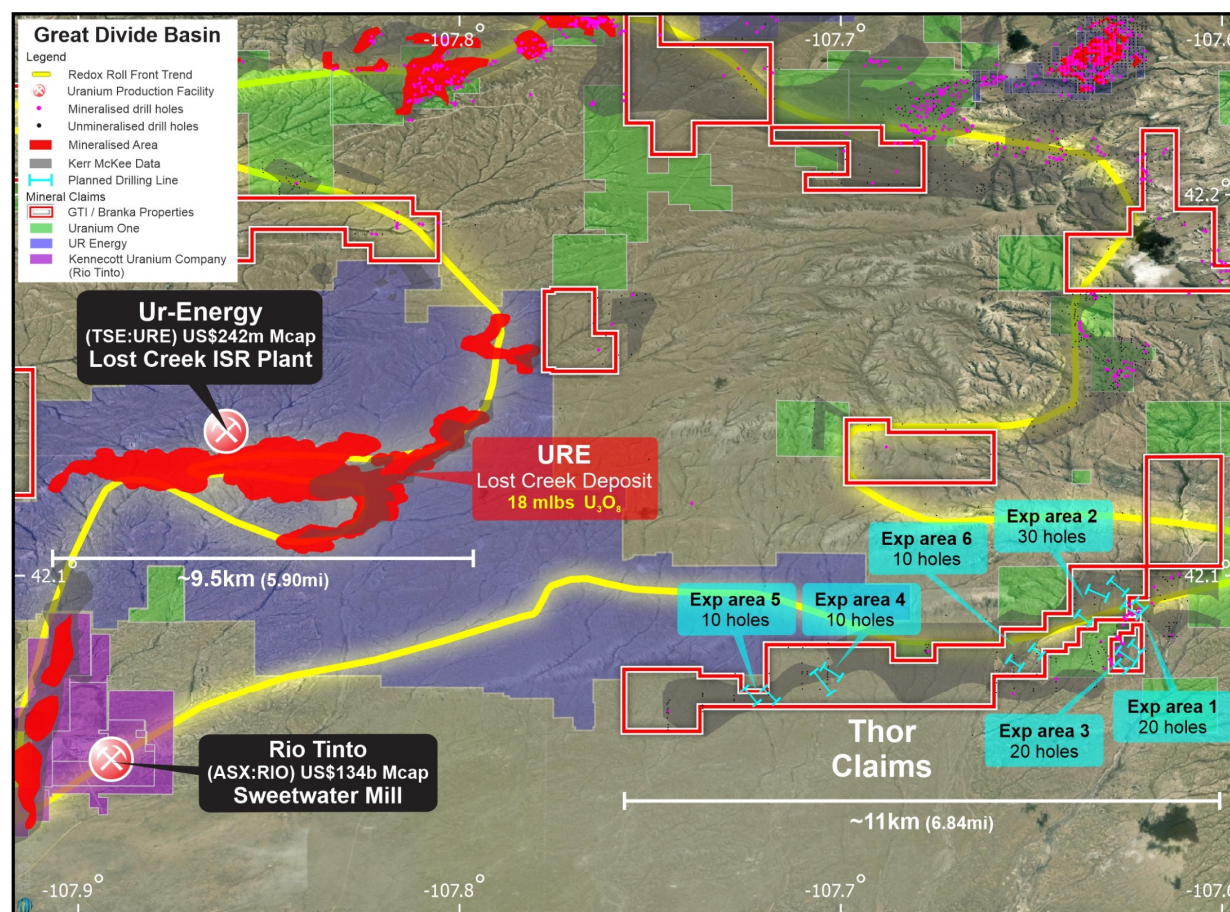 Great Divide Basin
Legend
Redox Roll Front Trend
Uranium Production Facility
Mineralised drill holes
Unmineralised drill holes
Mineralised Area
Kerr McKee Data
Planned Drilling Line
Mineral Claims
GTI / Branka Properties
Uranium One
UR Energy
Kennecott Uranium Company
(Rio Tinto)
-107.8°
-107.7°
-107.6
42.2°
Ur-Energy
(TSE:URE) US$242m Mcap
Lost Creek ISR Plant
URE
Lost Creek Deposit
18 mlbs U₃O₈
~9.5km (5.90mi)
42.1°
42.1°
Exp area 6
10 holes
Exp area 2
30 holes
Exp area 5
10 holes
Exp area 4
10 holes
Exp area 1
20 holes
Exp area 3
20 holes
Thor
Claims
~11km (6.84mi)
Rio Tinto
(ASX:RIO) US$134b Mcap
Sweetwater Mill
-107.9°
-107.8°
-107.7°
-107.6